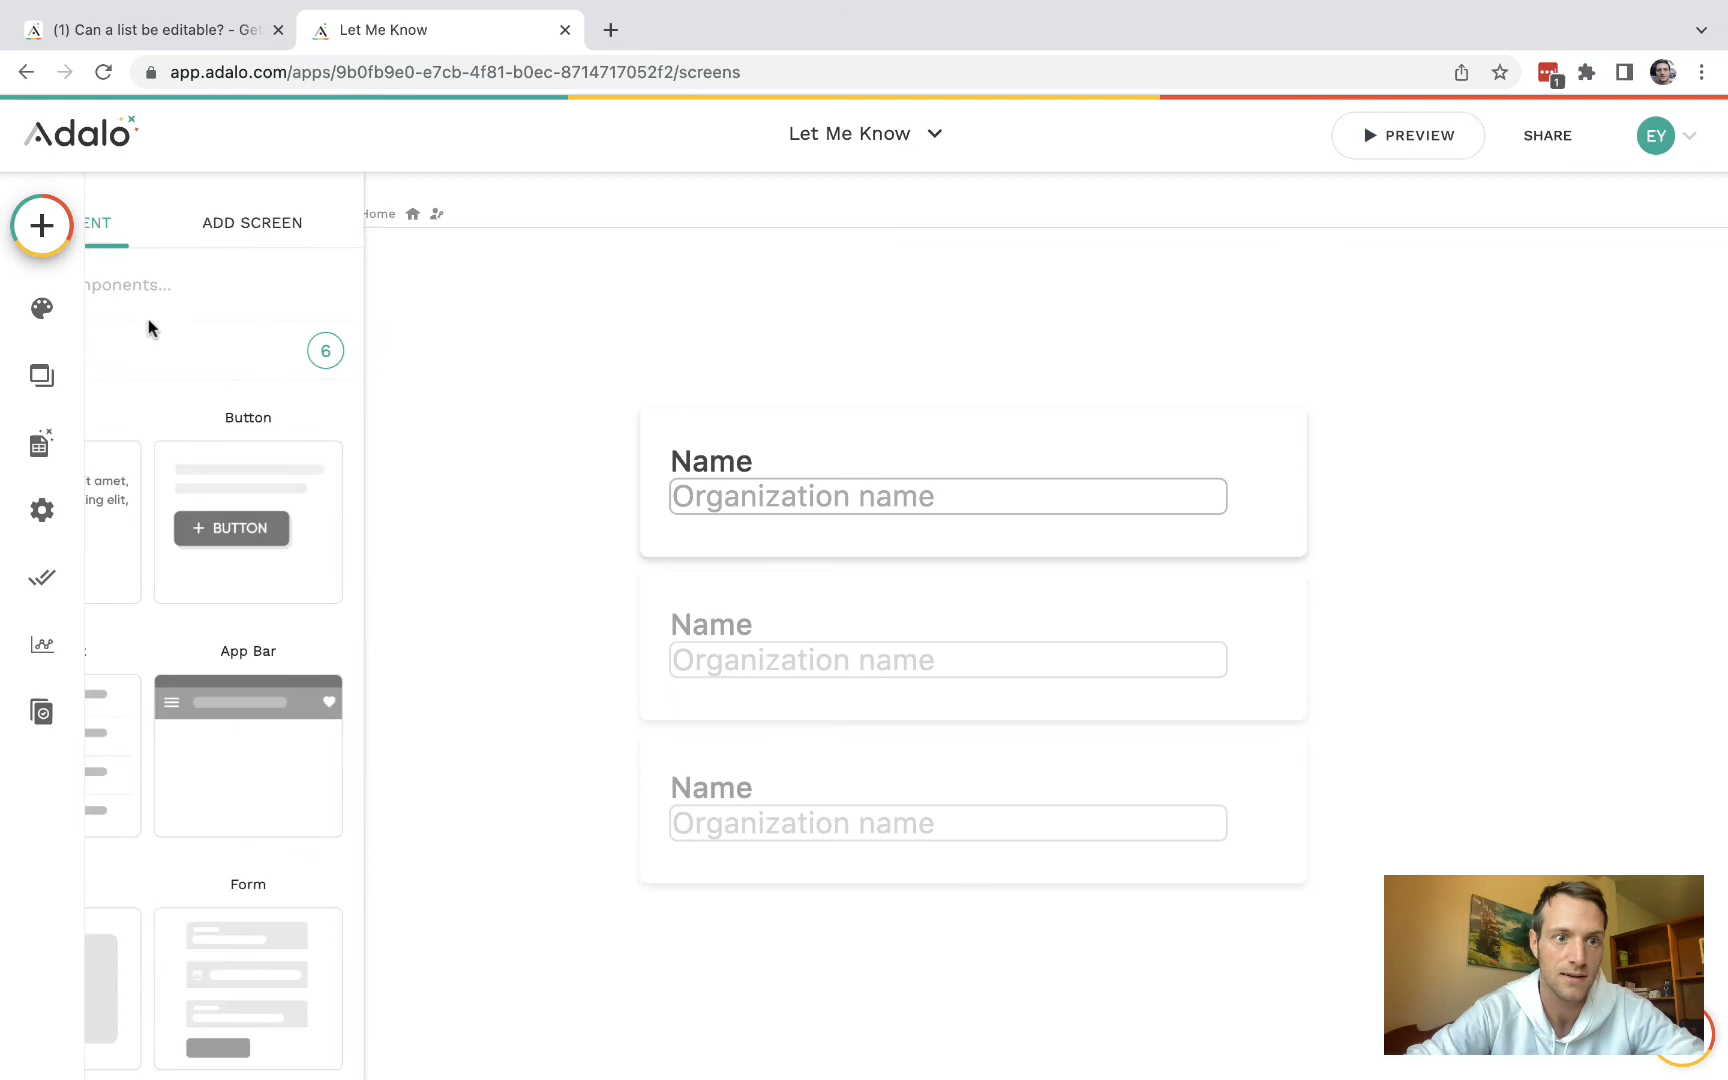 (1) Can a list be editable? - Get
Let Me Know
app.adalo.com/apps/9b0fb9e0-e7cb-4f81-b0ec-8714717052f2/screens
1
Adalo
Let Me Know
PREVIEW
SHARE
EY
ENT
ADD SCREEN
Home
mponents...
6
Button
t amet,
ing elit,
+ BUTTON
App Bar
Form
Name
Organization name
Name
Organization name
Name
Organization name